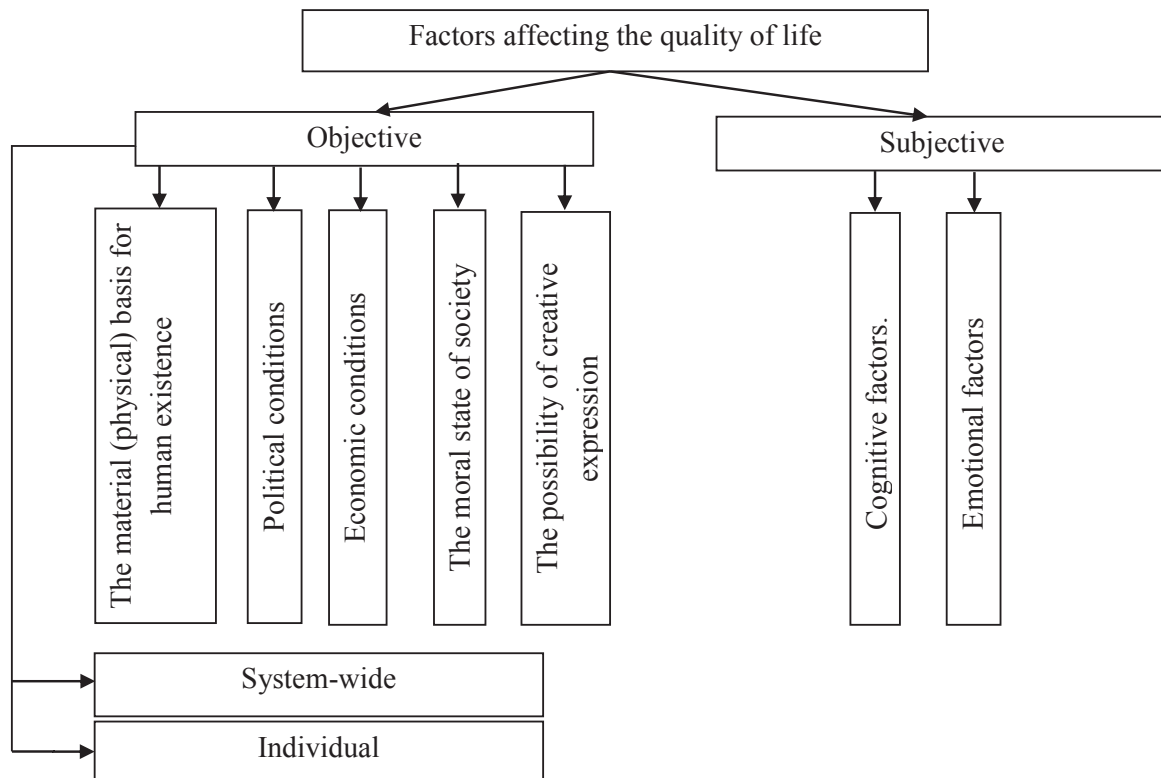 Factors affecting the quality of life
Objective
Subjective
The material (physical) basis for
human existence
Political conditions
Economic conditions
The moral state of society
The possibility of creative
expression
Cognitive factors.
Emotional factors
System-wide
Individual